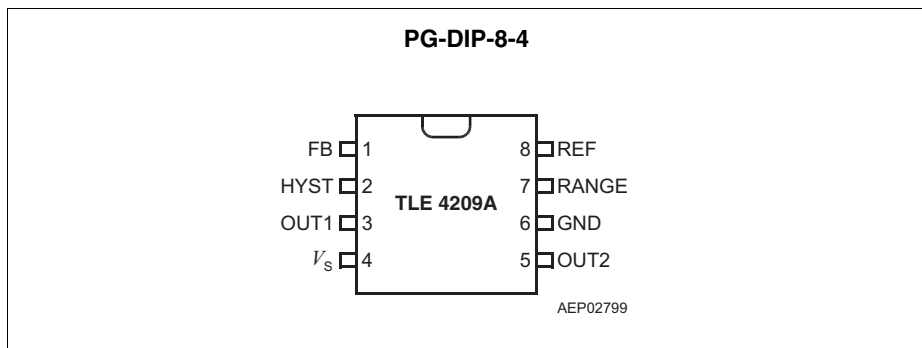 PG-DIP-8-4
FB 1 8 REF
HYST 2 7 RANGE
TLE 4209A
OUT1 3 6 GND
VS 4 5 OUT2
AEP02799